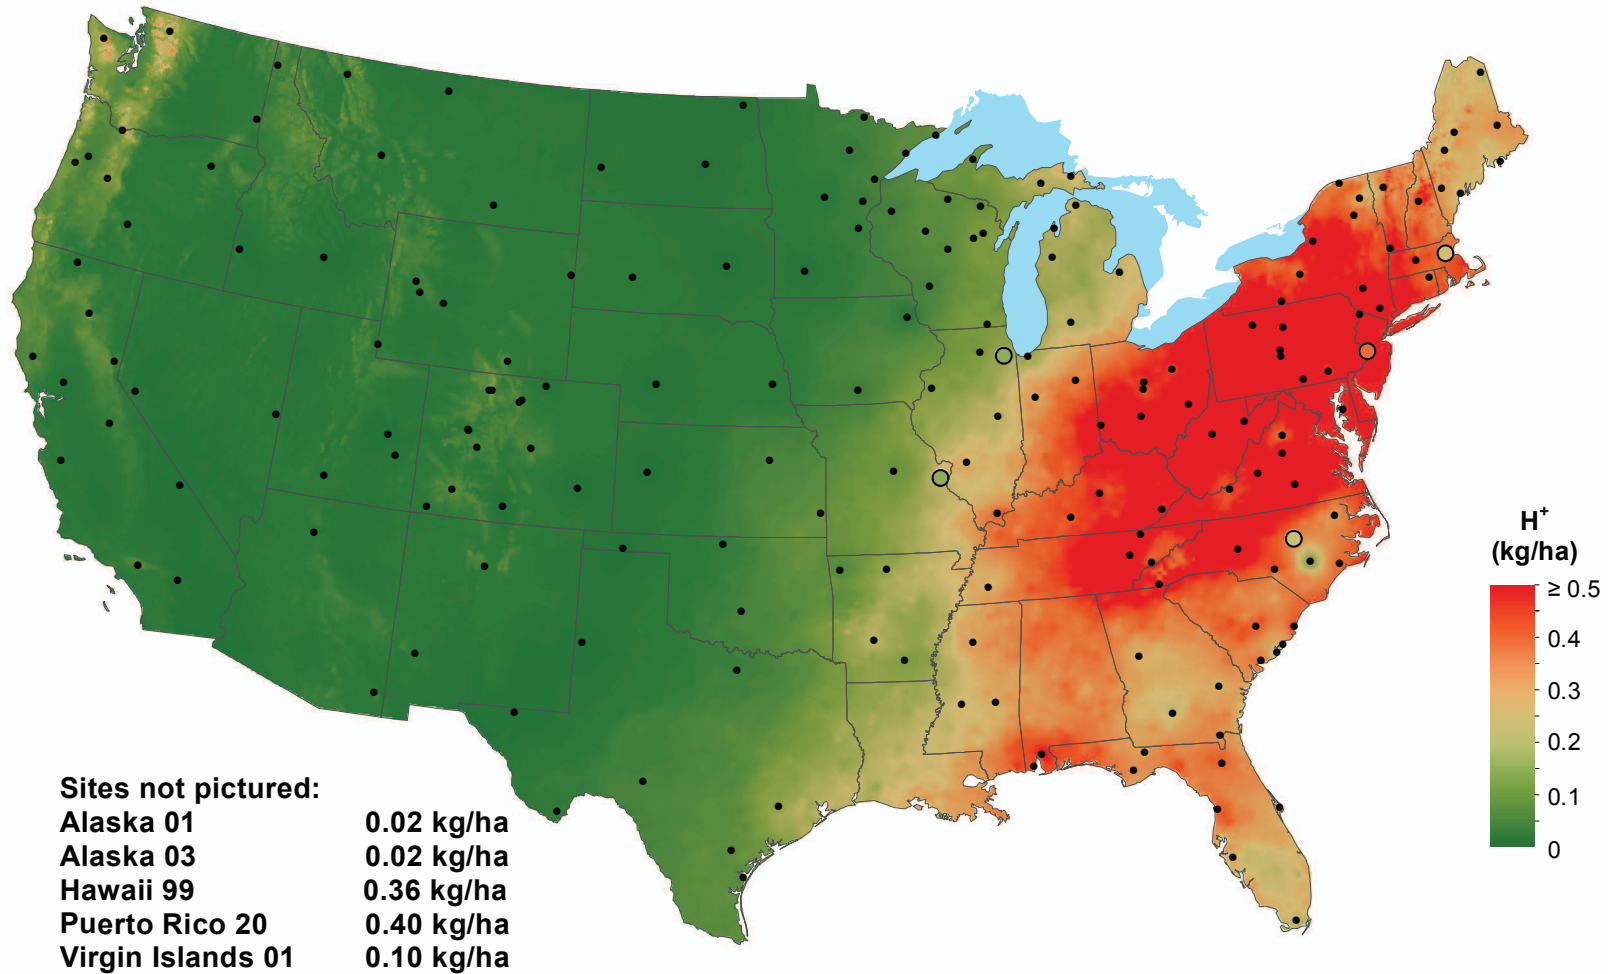 Sites not pictured:
Alaska 01 0.02 kg/ha
Alaska 03 0.02 kg/ha
Hawaii 99 0.36 kg/ha
Puerto Rico 20 0.40 kg/ha
Virgin Islands 01 0.10 kg/ha
H⁺
(kg/ha)
≥ 0.5
0.4
0.3
0.2
0.1
0